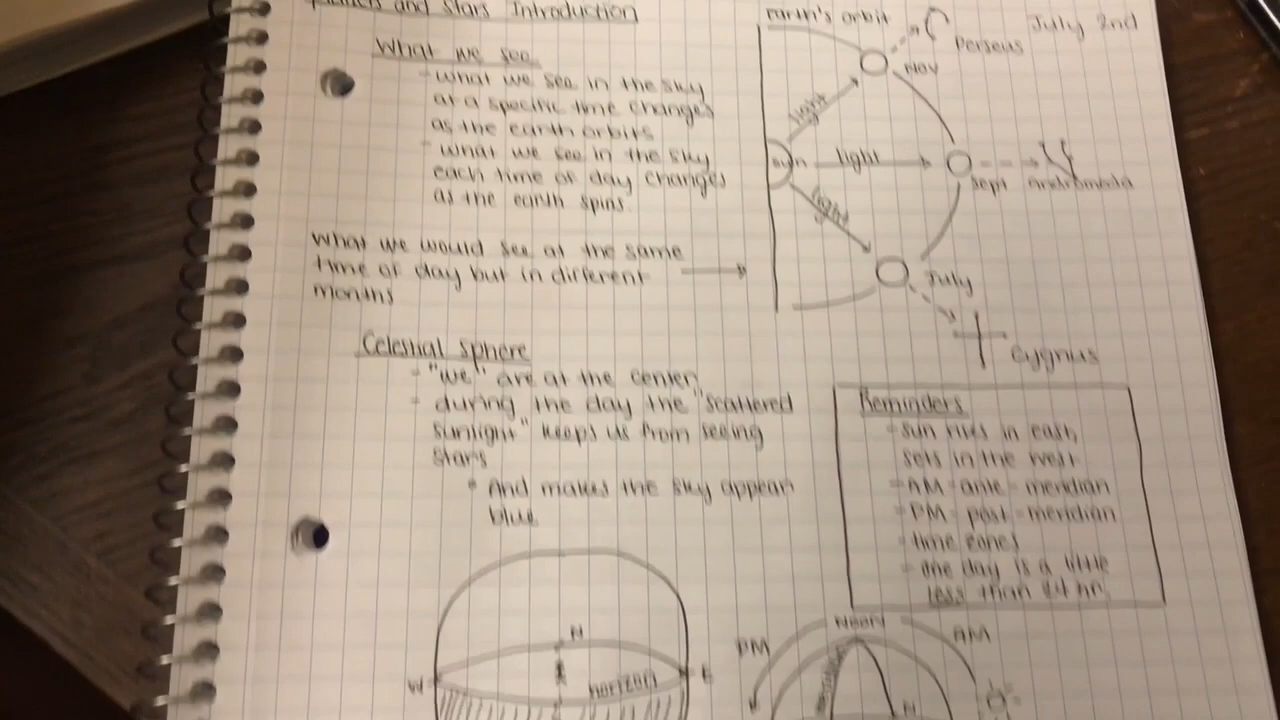 Planets and Stars Introduction
July 2nd
What we see
- what we see in the sky
at a specific time changes
as the earth orbits
- what we see in the sky
each time of day changes
as the earth spins
What we would see at the same
time of day but in different
months
Earth's orbit
Perseus
Nov
light
sun
light
Sept
andromeda
light
July
cygnus
Celestial Sphere
- "we" are at the center
- during the day the "scattered
sunlight" keeps us from seeing
stars
• And makes the sky appear
blue
Reminders
- sun rises in east,
sets in the west
- AM - ante - meridian
- PM - post - meridian
- time zones
- one day is a little
less than 24 hr
N
W
E
horizon
Noon
PM
AM
meridian
N